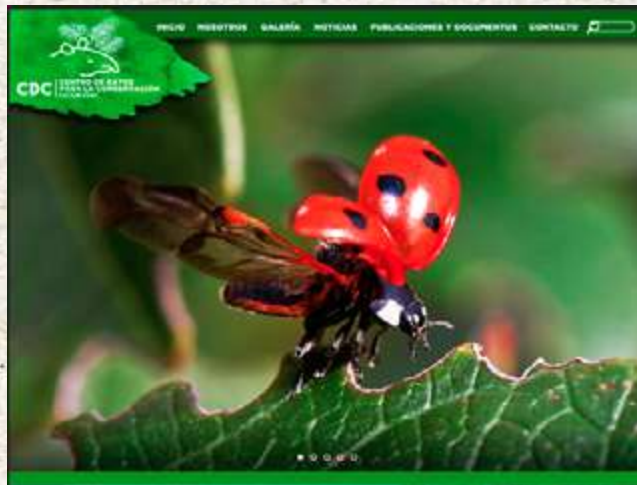 INICIO NOSOTROS GALERÍA NOTICIAS PUBLICACIONES Y DOCUMENTOS CONTACTO
CDC
CENTRO DE DATOS
PARA LA CONSERVACIÓN